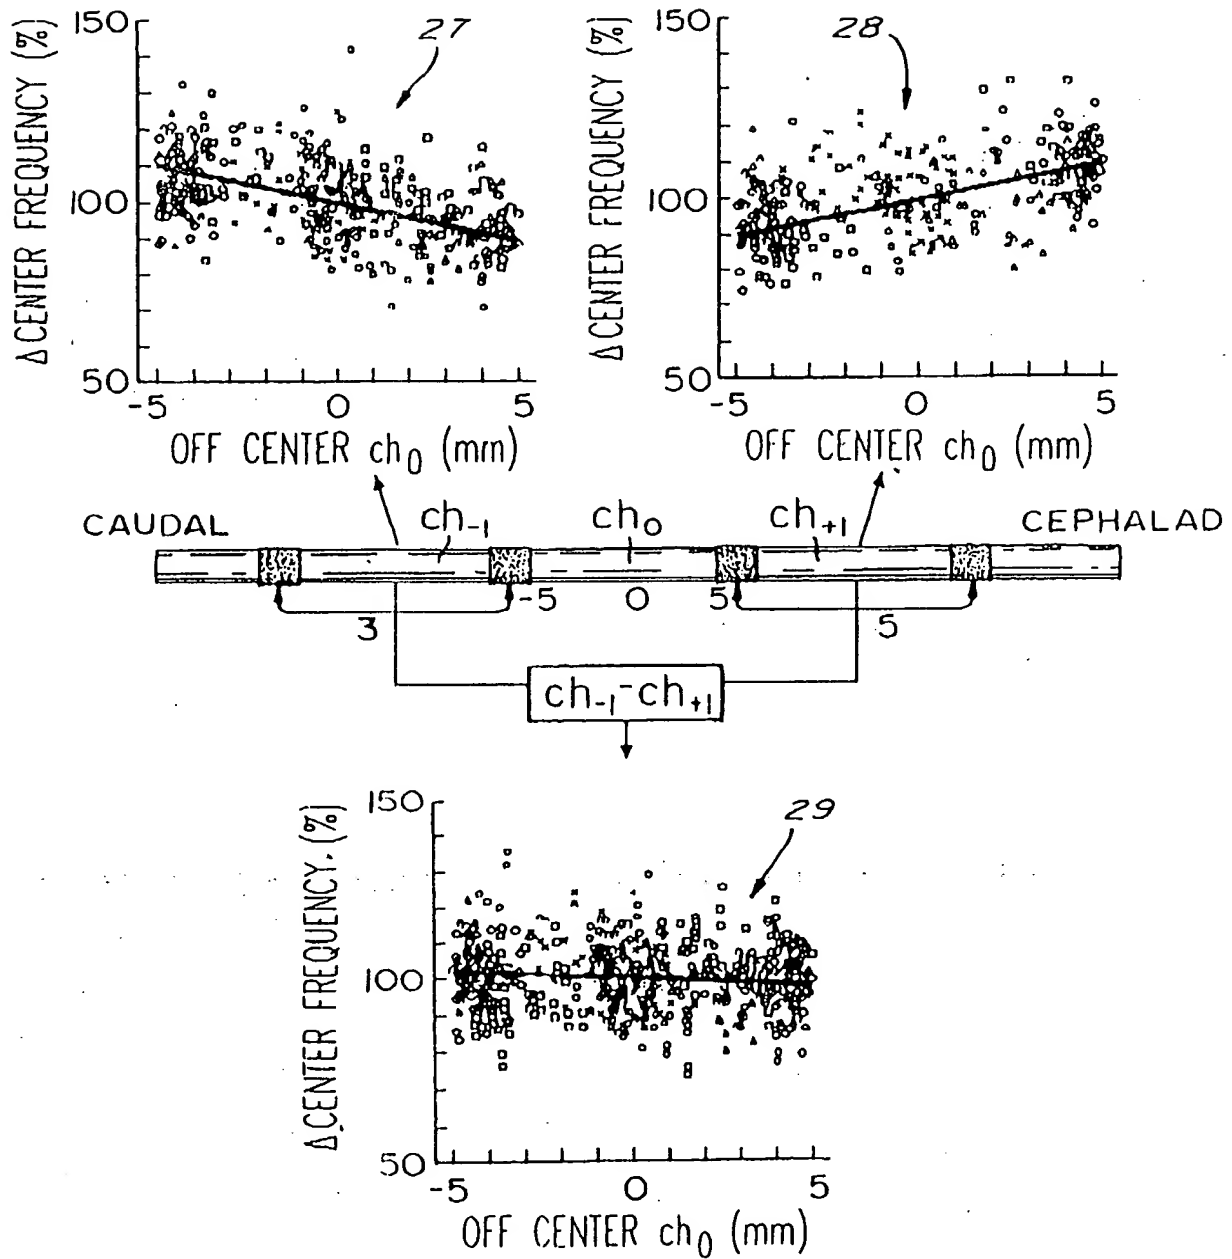 150
100
50
Δ CENTER FREQUENCY (%)
27
-5 0 5
OFF CENTER ch0 (mm)
150
100
50
Δ CENTER FREQUENCY (%)
28
-5 0 5
OFF CENTER ch0 (mm)
CAUDAL
ch-1
ch0
ch+1
CEPHALAD
-5 0 5
3
5
ch-1-ch+1
150
100
50
Δ CENTER FREQUENCY. (%)
29
-5 0 5
OFF CENTER ch0 (mm)